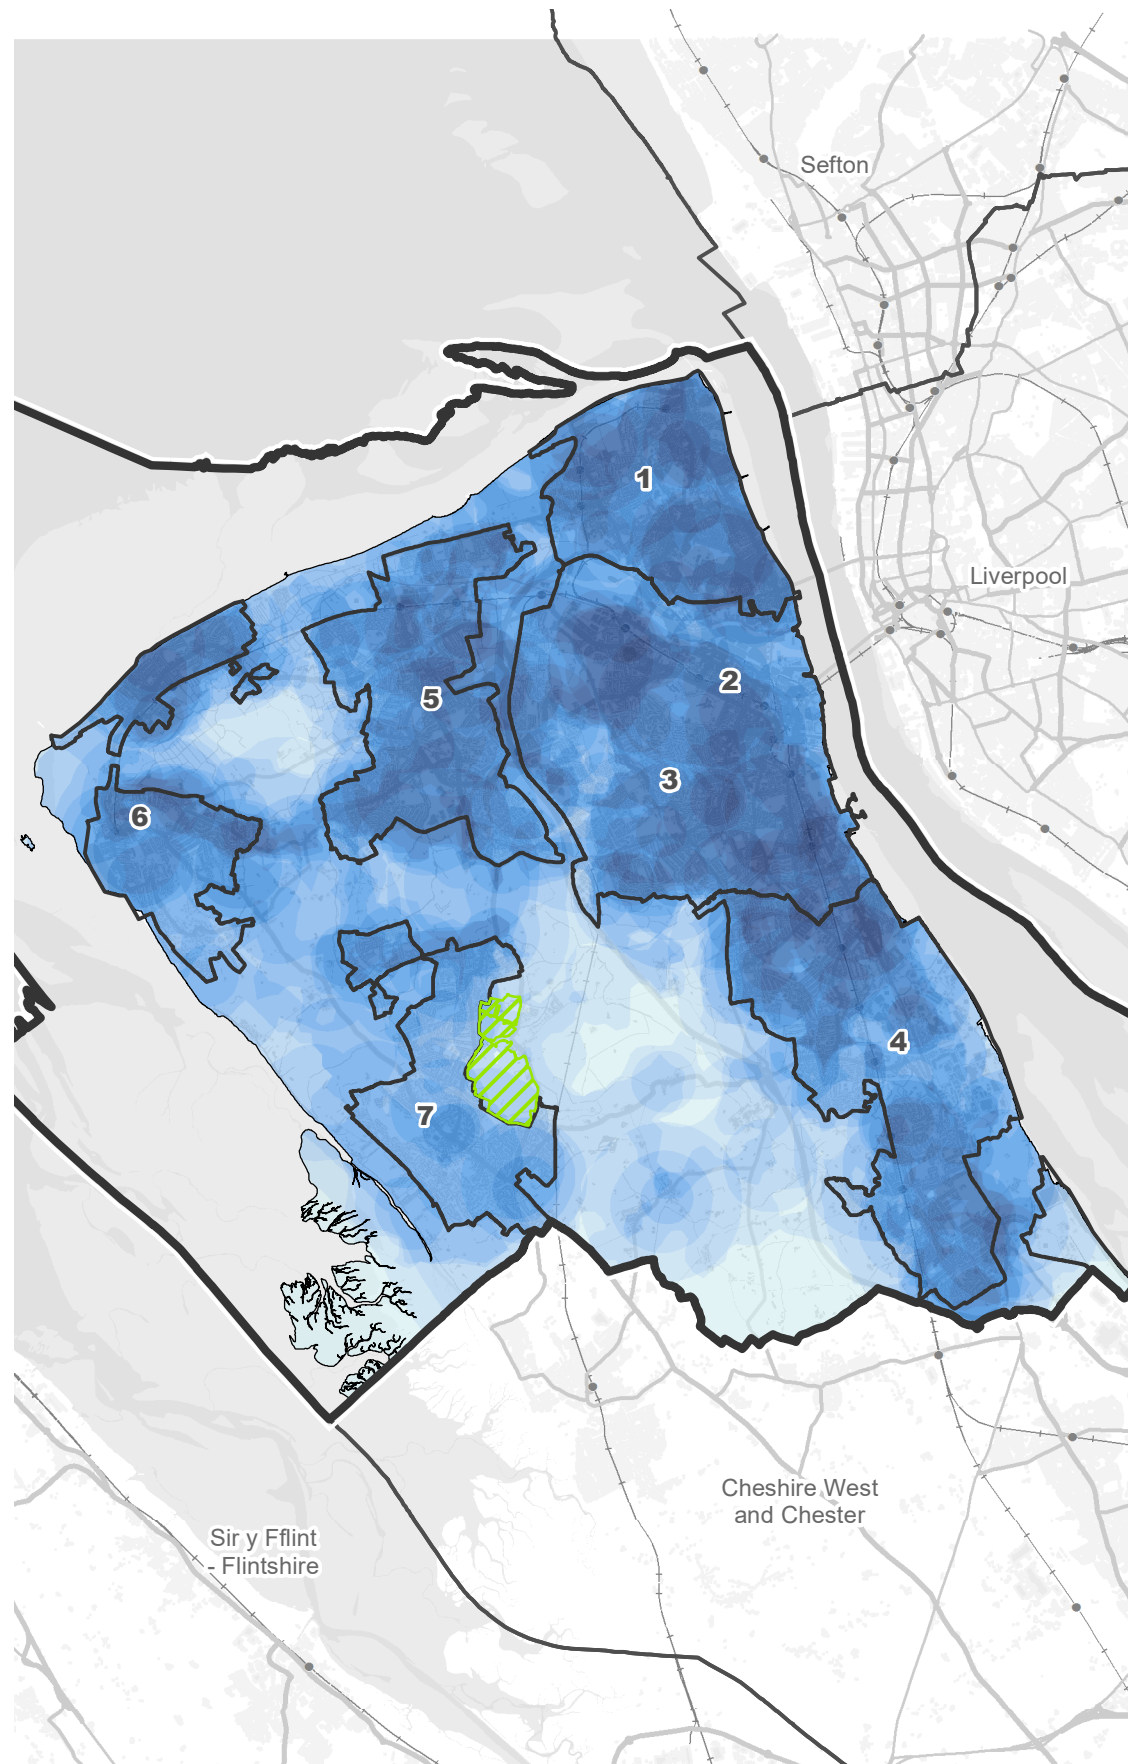 Sefton
1
Liverpool
2
5
3
6
4
7
Cheshire West
and Chester
Sir y Fflint
- Flintshire